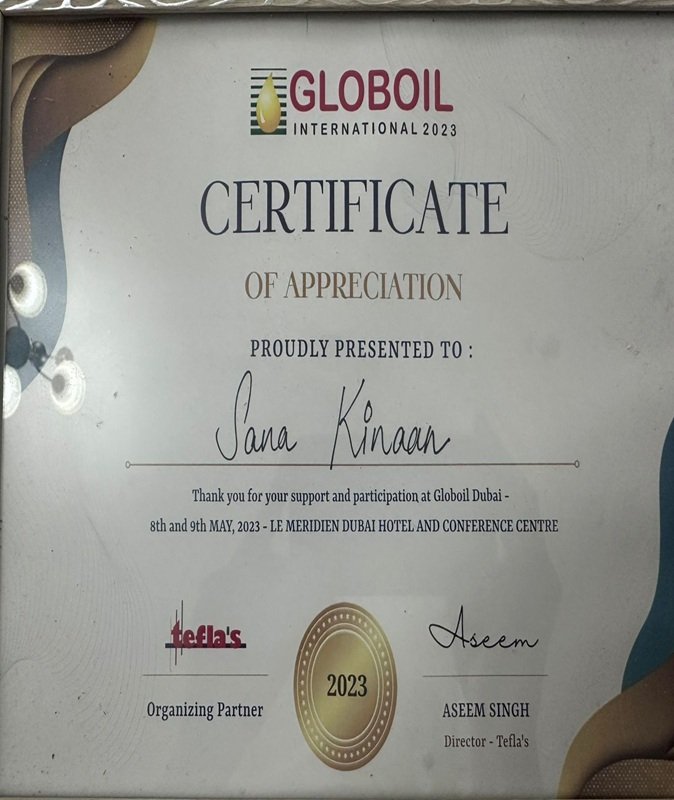 GLOBOIL
INTERNATIONAL 2023
CERTIFICATE
OF APPRECIATION
PROUDLY PRESENTED TO :
Sana Kinaan
Thank you for your support and participation at Globoil Dubai -
8th and 9th MAY, 2023 - LE MERIDIEN DUBAI HOTEL AND CONFERENCE CENTRE
tefla's
Organizing Partner
2023
Aseem
ASEEM SINGH
Director - Tefla's